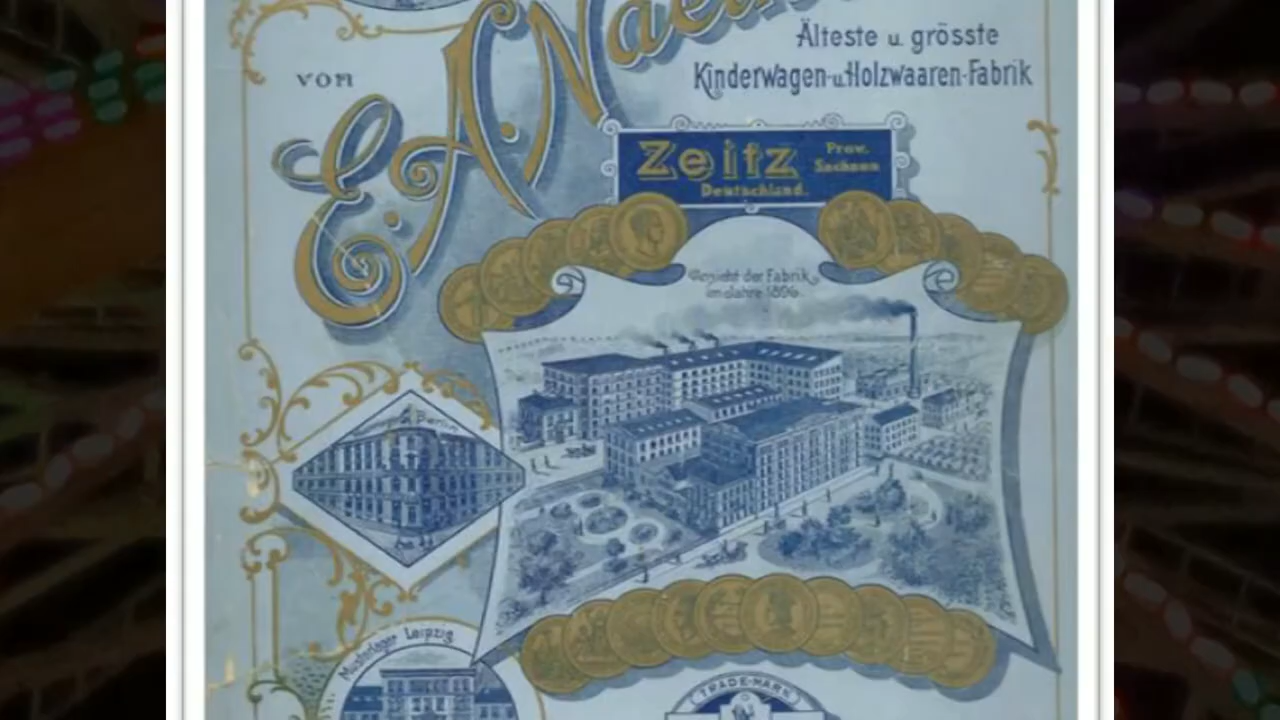 Älteste u. grösste
VON
Kinderwagen-u.Holzwaaren-Fabrik
E.A.Nae
Zeitz
Prov.
Sachsen
Deutschland.
Ansicht der Fabrik
im Jahre 1896.
Berlin
Musterlager Leipzig
TRADE-MARK